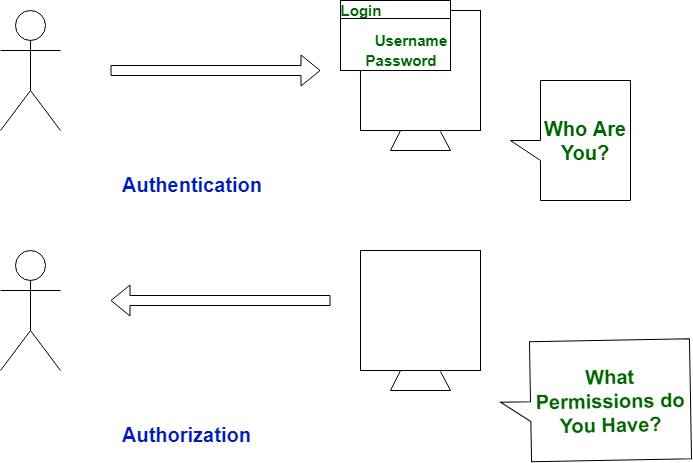 Login
Username
Password
Who Are
You?
Authentication
What
Permissions do
You Have?
Authorization